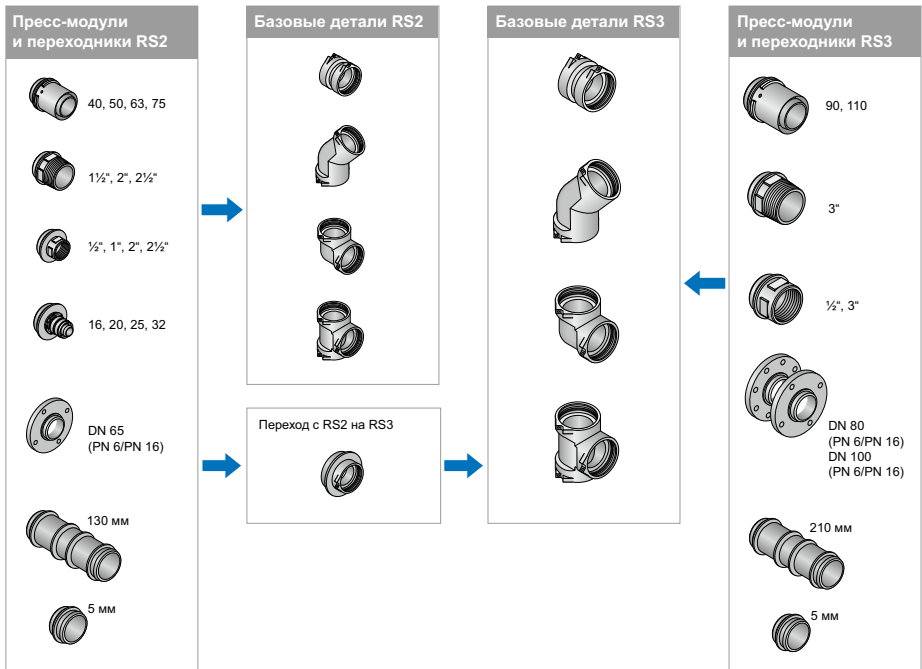 Пресс-модули
и переходники RS2
40, 50, 63, 75
1½“, 2“, 2½“
½“, 1“, 2“, 2½“
16, 20, 25, 32
DN 65
(PN 6/PN 16)
130 мм
5 мм
Базовые детали RS2
Переход с RS2 на RS3
Базовые детали RS3
Пресс-модули
и переходники RS3
90, 110
3“
½“, 3“
DN 80
(PN 6/PN 16)
DN 100
(PN 6/PN 16)
210 мм
5 мм